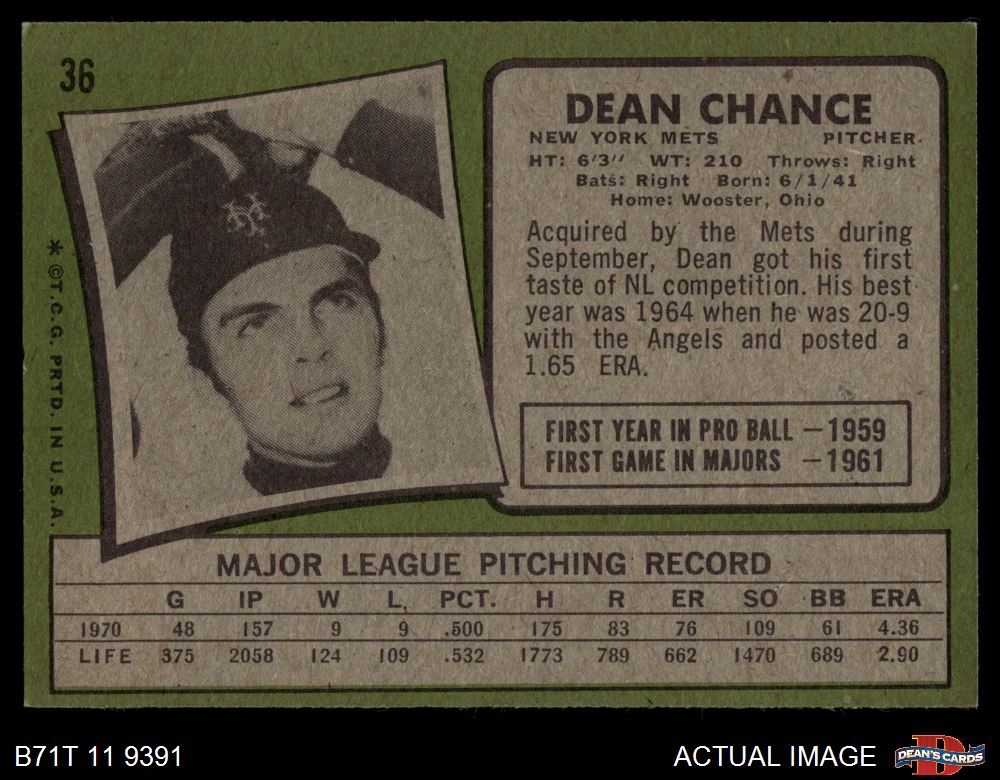 36
DEAN CHANCE
NEW YORK METS PITCHER
HT: 6'3" WT: 210 Throws: Right
Bats: Right Born: 6/1/41
Home: Wooster, Ohio
Acquired by the Mets during
September, Dean got his first
taste of NL competition. His best
year was 1964 when he was 20-9
with the Angels and posted a
1.65 ERA.
FIRST YEAR IN PRO BALL — 1959
FIRST GAME IN MAJORS — 1961
* © T.C.G. PRTD. IN U.S.A.
MAJOR LEAGUE PITCHING RECORD
G IP W L PCT. H R ER SO BB ERA
1970 48 157 9 9 .500 175 83 76 109 61 4.36
LIFE 375 2058 124 109 .532 1773 789 662 1470 689 2.90
B71T 11 9391
ACTUAL IMAGE
DEAN'S CARDS